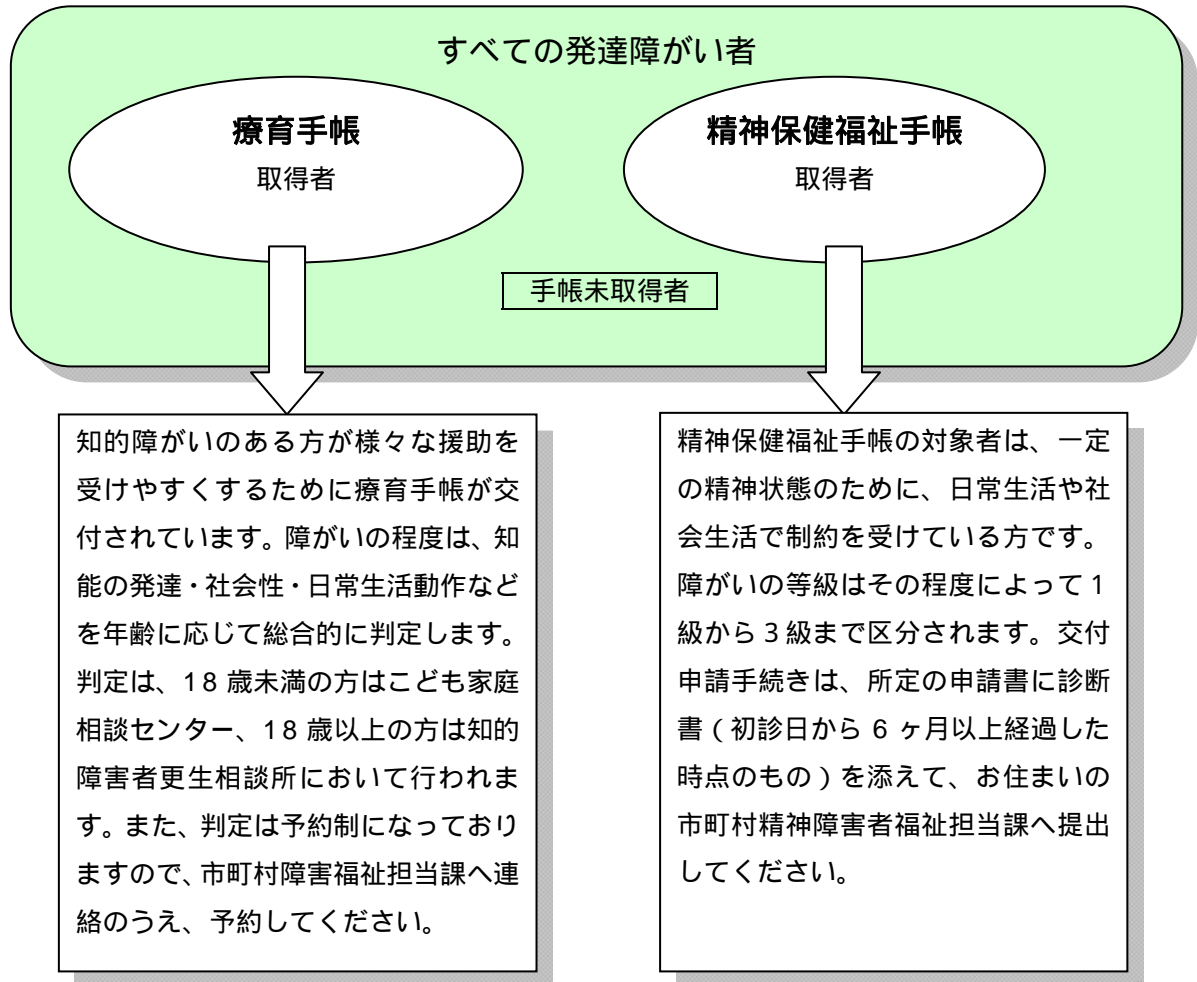 すべての発達障がい者
療育手帳
取得者
精神保健福祉手帳
取得者
手帳未取得者
知的障がいのある方が様々な援助を
受けやすくするために療育手帳が交
付されています。障がいの程度は、知
能の発達・社会性・日常生活動作など
を年齢に応じて総合的に判定します。
判定は、18 歳未満の方はこども家庭
相談センター、18 歳以上の方は知的
障害者更生相談所において行われま
す。また、判定は予約制になっており
ますので、市町村障害福祉担当課へ連
絡のうえ、予約してください。
精神保健福祉手帳の対象者は、一定
の精神状態のために、日常生活や社
会生活で制約を受けている方です。
障がいの等級はその程度によって1
級から3級まで区分されます。交付
申請手続きは、所定の申請書に診断
書（初診日から 6 ヶ月以上経過した
時点のもの）を添えて、お住まいの
市町村精神障害者福祉担当課へ提出
してください。